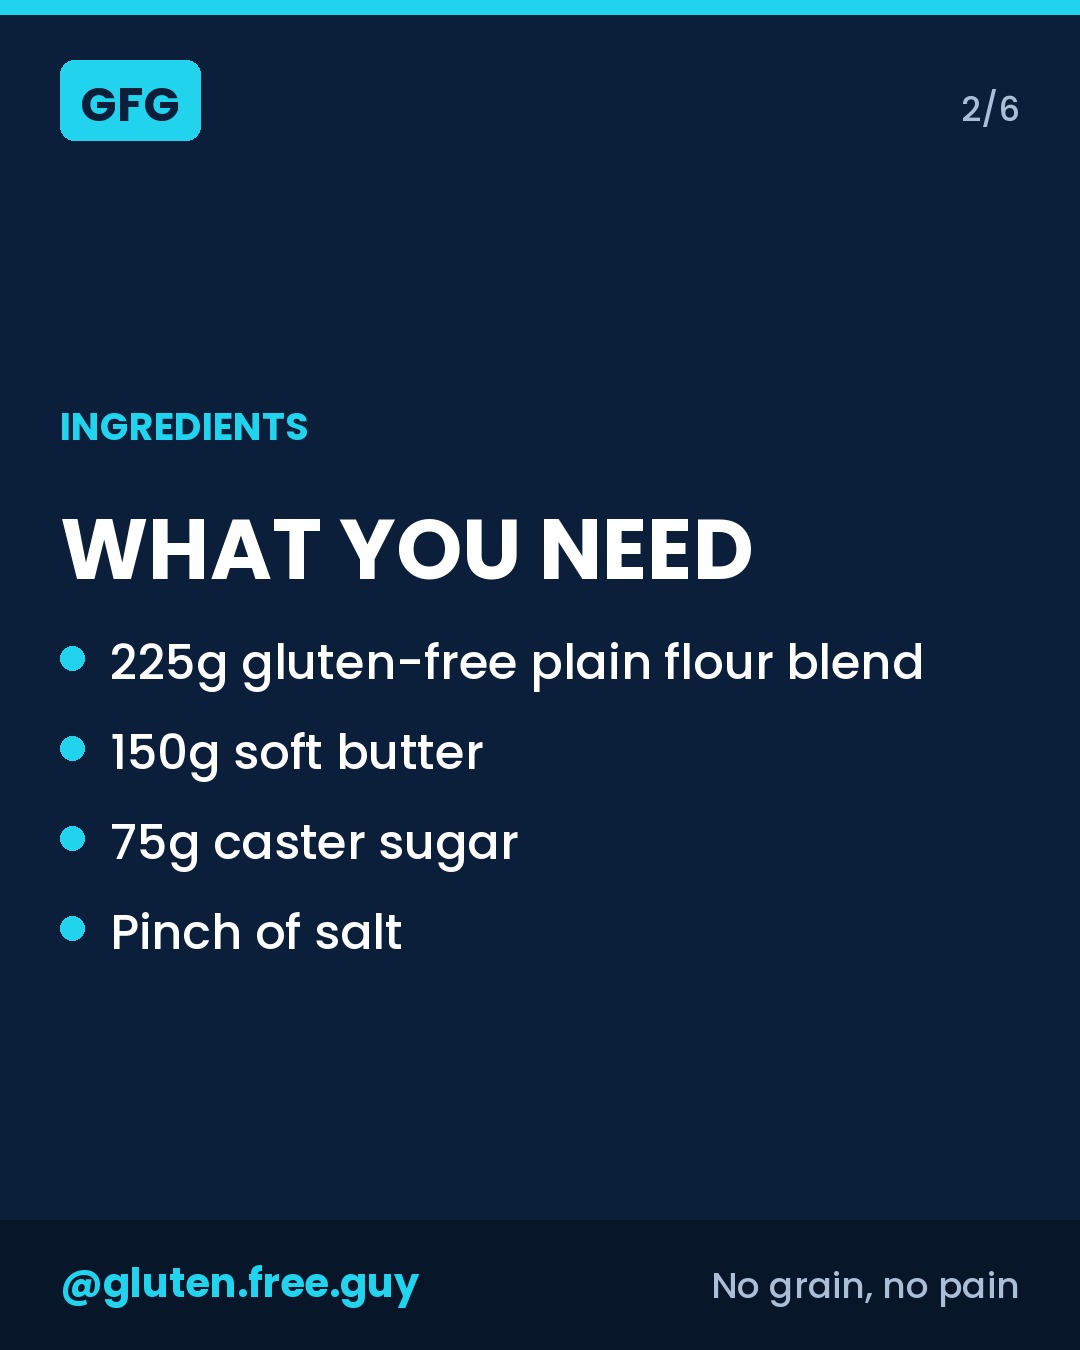 GFG
2/6
INGREDIENTS
WHAT YOU NEED
225g gluten-free plain flour blend
150g soft butter
75g caster sugar
Pinch of salt
@gluten.free.guy
No grain, no pain